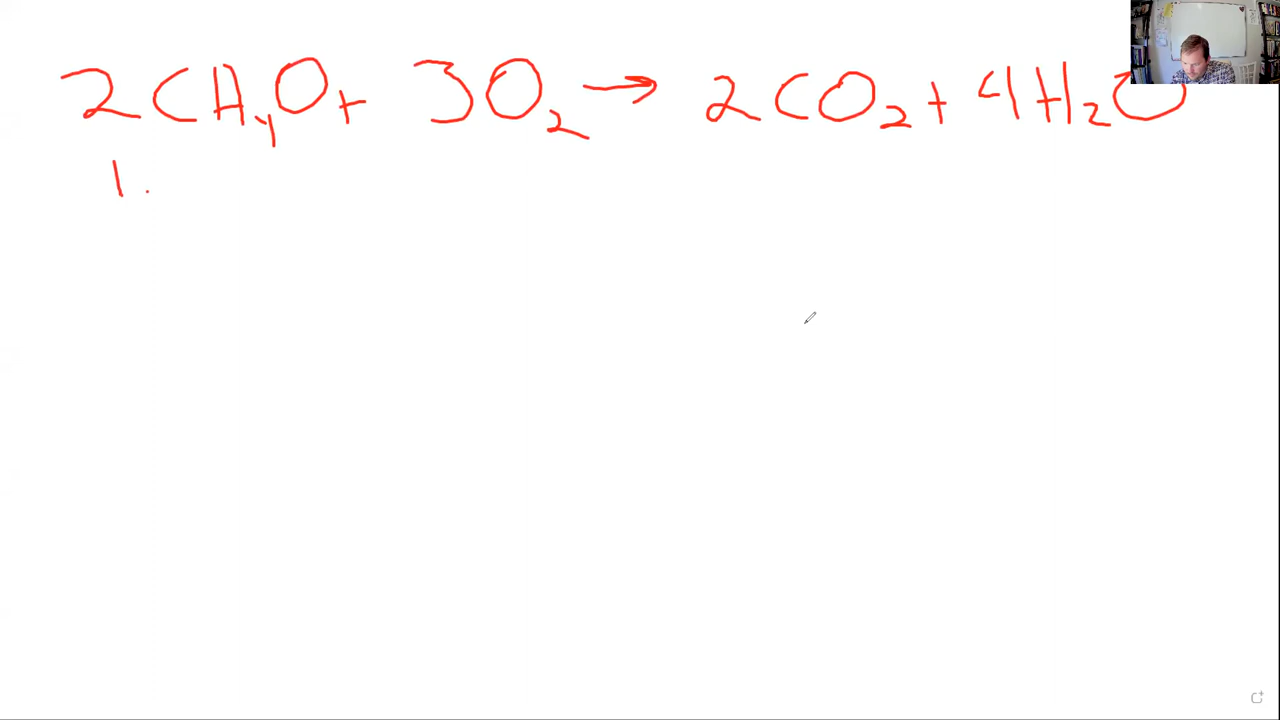 2CH₄O + 3O₂ → 2CO₂ + 4H₂O
1.